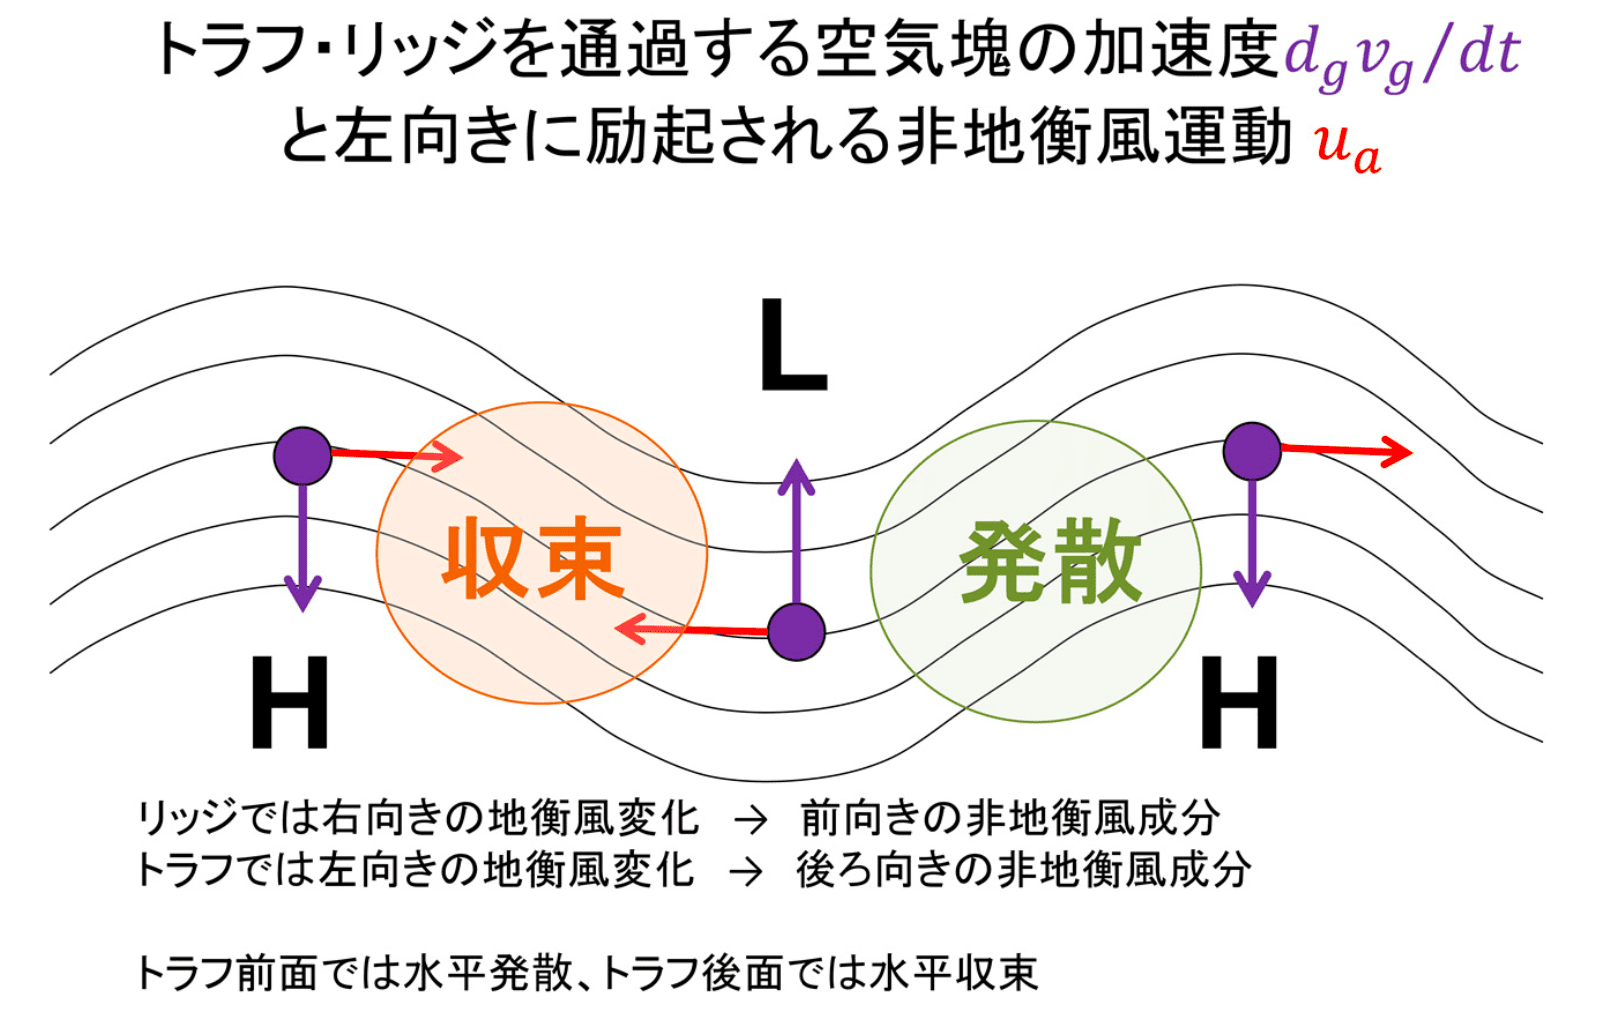 トラフ・リッジを通過する空気塊の加速度d_g v_g/dt
と左向きに励起される非地衡風運動 u_a
L
収束
発散
H
H
リッジでは右向きの地衡風変化 → 前向きの非地衡風成分
トラフでは左向きの地衡風変化 → 後ろ向きの非地衡風成分
トラフ前面では水平発散、トラフ後面では水平収束